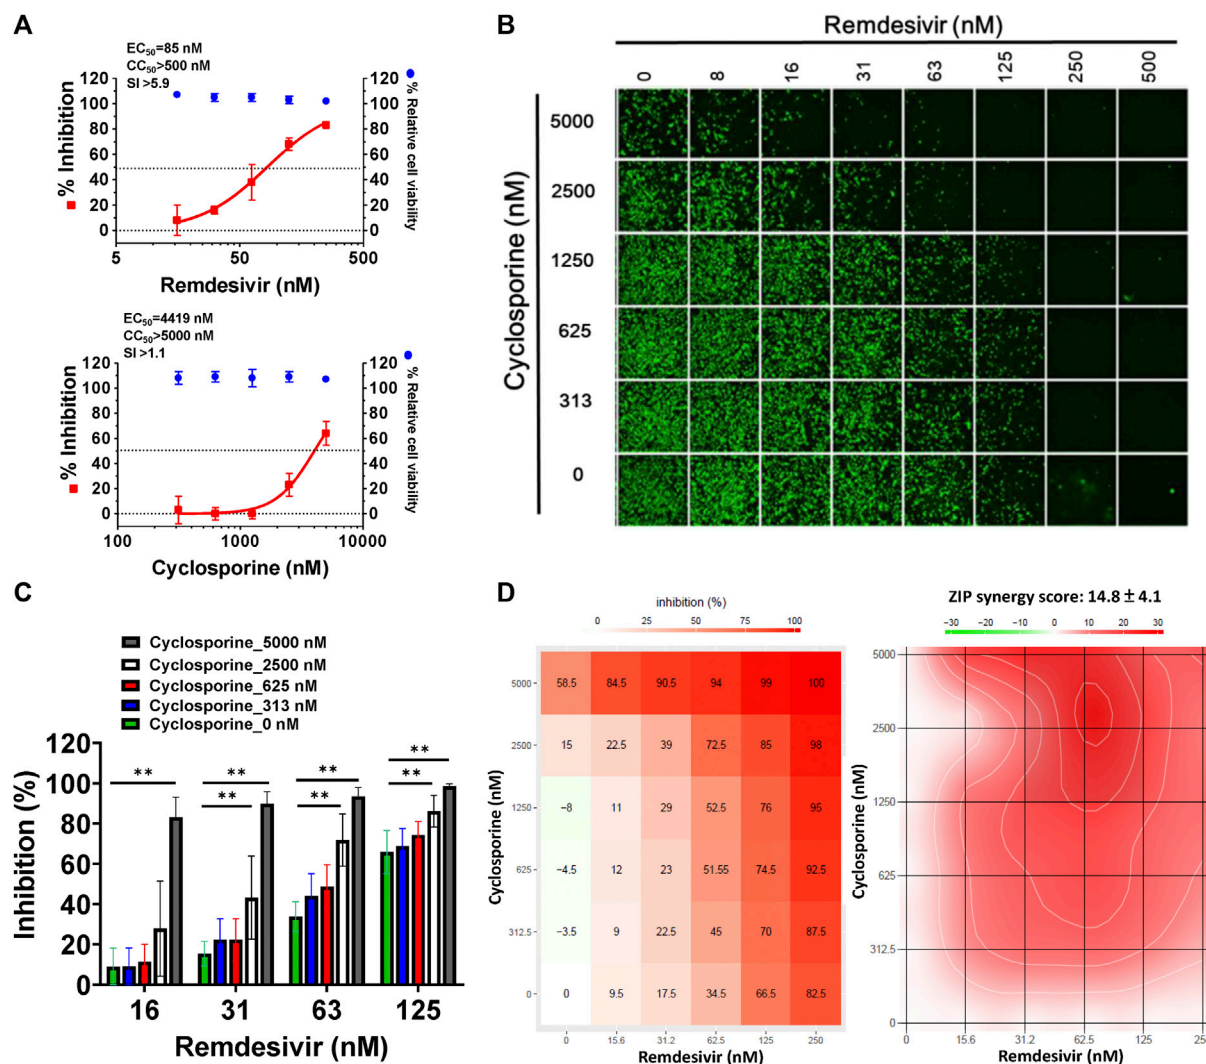 A
EC50=85 nM
CC50>500 nM
SI >5.9
120
100
80
60
40
20
0
% Inhibition
120
100
80
60
40
20
0
% Relative cell viability
5 50 500
Remdesivir (nM)
EC50=4419 nM
CC50>5000 nM
SI >1.1
120
100
80
60
40
20
0
% Inhibition
120
100
80
60
40
20
0
% Relative cell viability
100 1000 10000
Cyclosporine (nM)
B
Remdesivir (nM)
0 8 16 31 63 125 250 500
Cyclosporine (nM)
5000
2500
1250
625
313
0
C
Cyclosporine_5000 nM
Cyclosporine_2500 nM
Cyclosporine_625 nM
Cyclosporine_313 nM
Cyclosporine_0 nM
Inhibition (%)
120
100
80
60
40
20
0
** ** ** ** ** ** **
16 31 63 125
Remdesivir (nM)
D
inhibition (%)
0 25 50 75 100
Cyclosporine (nM)
5000 58.5 84.5 90.5 94 99 100
2500 15 22.5 39 72.5 85 98
1250 −8 11 29 52.5 76 95
625 −4.5 12 23 51.55 74.5 92.5
312.5 −3.5 9 22.5 45 70 87.5
0 0 9.5 17.5 34.5 66.5 82.5
0 15.6 31.2 62.5 125 250
Remdesivir (nM)
ZIP synergy score: 14.8 ± 4.1
−30 −20 −10 0 10 20 30
Cyclosporine (nM)
5000
2500
1250
625
312.5
0
0 15.6 31.2 62.5 125 25
Remdesivir (nM)